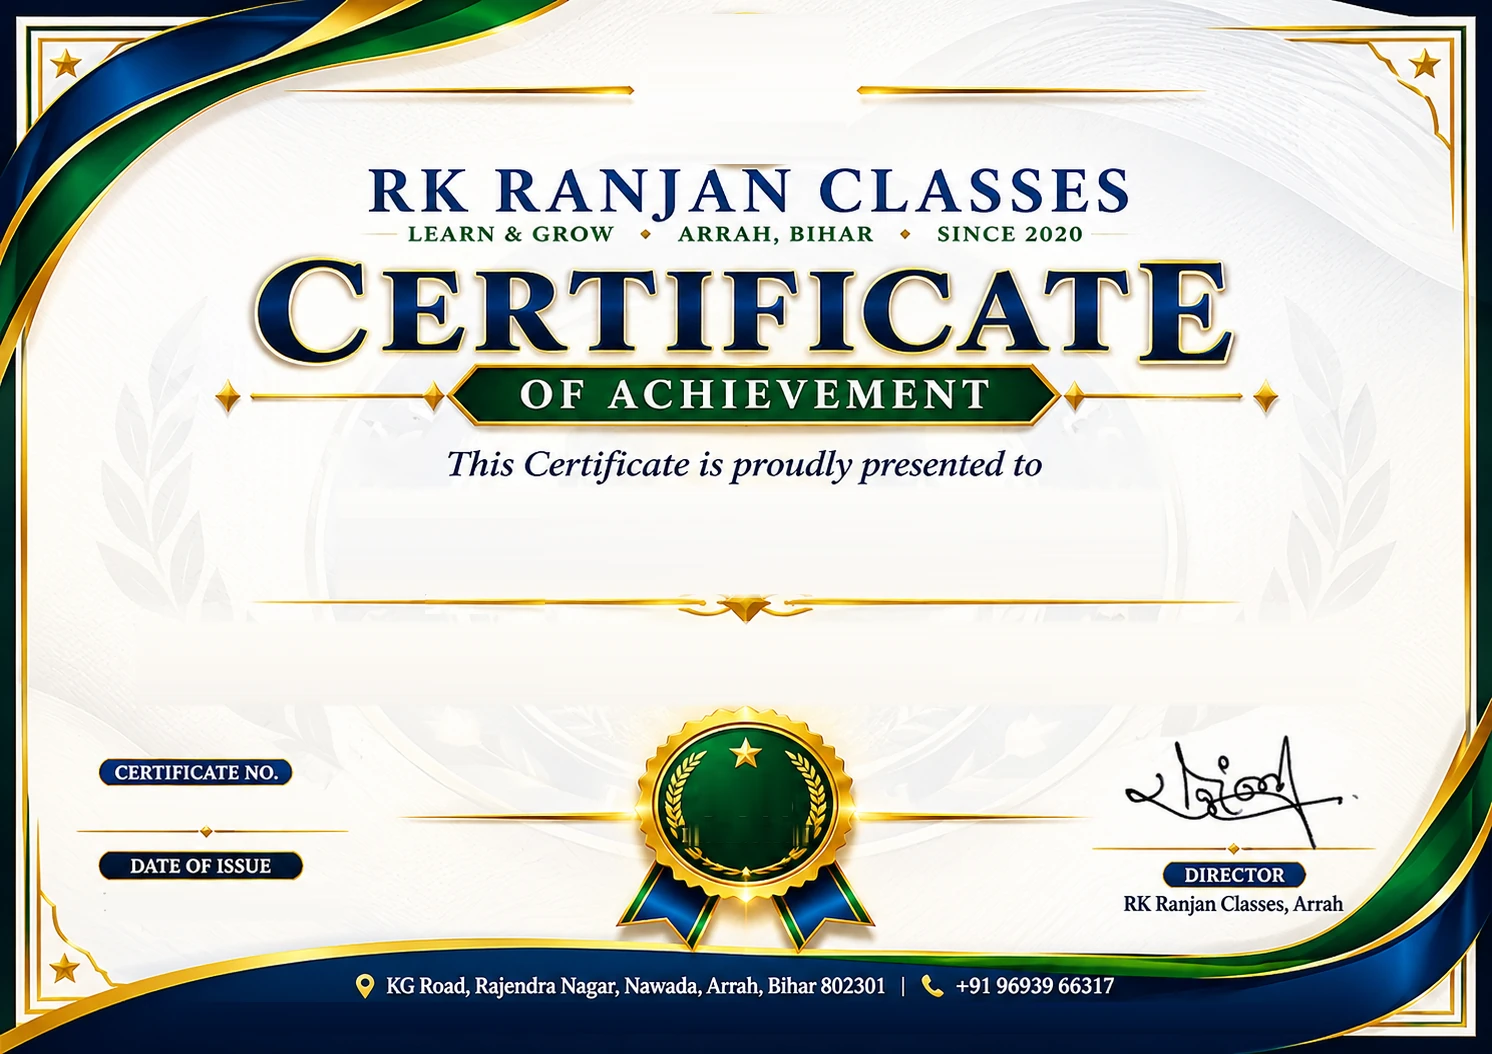 RK RANJAN CLASSES
LEARN & GROW ◆ ARRAH, BIHAR ◆ SINCE 2020
CERTIFICATE
OF ACHIEVEMENT
This Certificate is proudly presented to
CERTIFICATE NO.
DATE OF ISSUE
DIRECTOR
RK Ranjan Classes, Arrah
KG Road, Rajendra Nagar, Nawada, Arrah, Bihar 802301 | +91 96939 66317